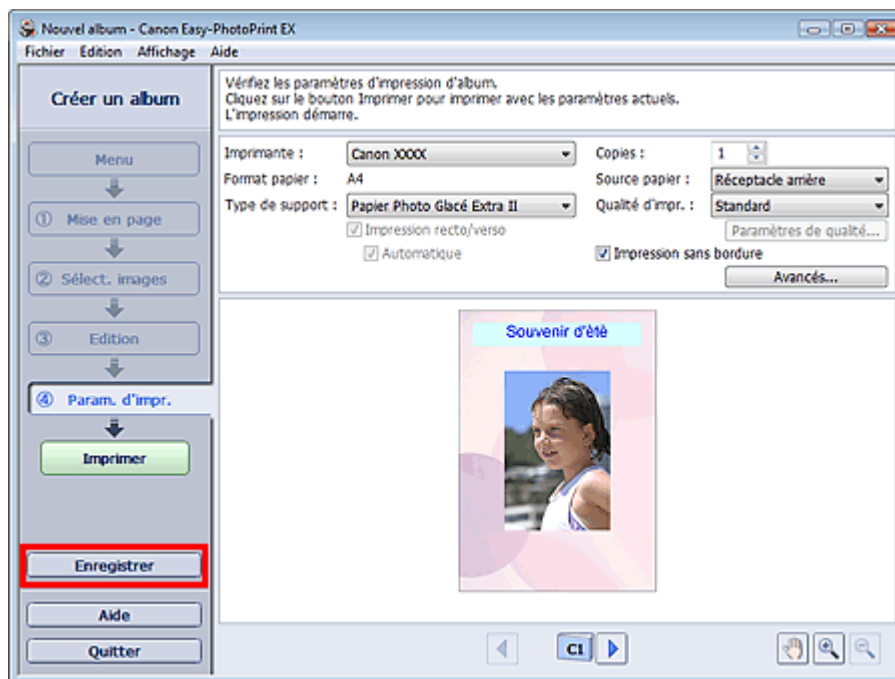 Nouvel album - Canon Easy-PhotoPrint EX
Fichier Edition Affichage Aide
Créer un album
Menu
① Mise en page
② Sélect. images
③ Edition
④ Param. d'impr.
Imprimer
Enregistrer
Aide
Quitter
Vérifiez les paramètres d'impression d'album.
Cliquez sur le bouton Imprimer pour imprimer avec les paramètres actuels.
L'impression démarre.
Imprimante : Canon XXXX Copies : 1
Format papier : A4 Source papier : Réceptacle arrière
Type de support : Papier Photo Glacé Extra II Qualité d'impr. : Standard
Impression recto/verso Paramètres de qualité...
Automatique Impression sans bordure
Avancés...
Souvenir d'ètè
C1